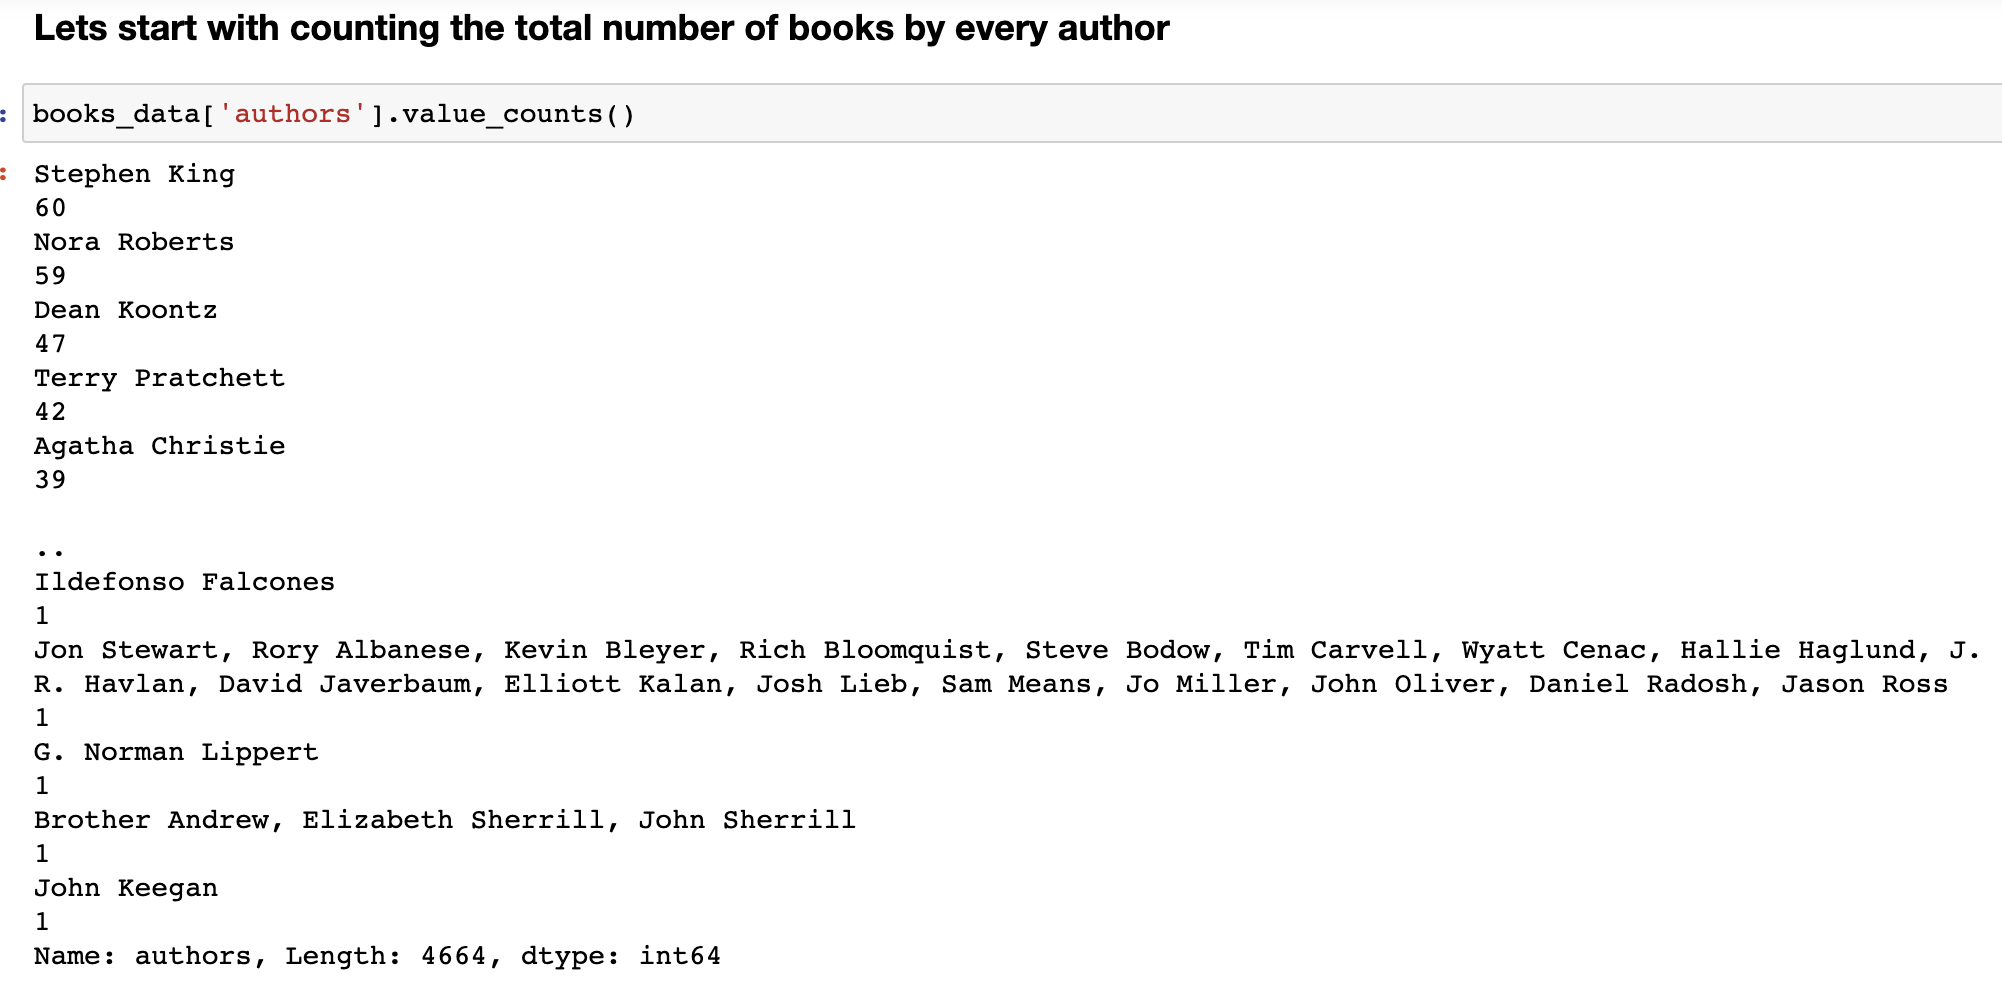 Lets start with counting the total number of books by every author
: books_data['authors'].value_counts()
: Stephen King
60
Nora Roberts
59
Dean Koontz
47
Terry Pratchett
42
Agatha Christie
39
..
Ildefonso Falcones
1
Jon Stewart, Rory Albanese, Kevin Bleyer, Rich Bloomquist, Steve Bodow, Tim Carvell, Wyatt Cenac, Hallie Haglund, J.
R. Havlan, David Javerbaum, Elliott Kalan, Josh Lieb, Sam Means, Jo Miller, John Oliver, Daniel Radosh, Jason Ross
1
G. Norman Lippert
1
Brother Andrew, Elizabeth Sherrill, John Sherrill
1
John Keegan
1
Name: authors, Length: 4664, dtype: int64